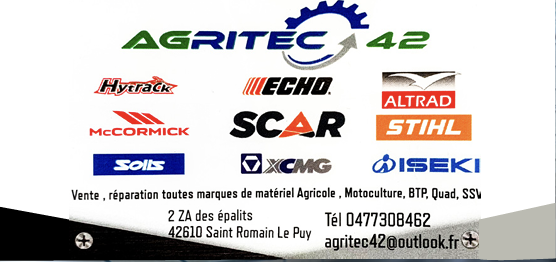 AGRITEC 42
Hytrack ECHO. ALTRAD
McCORMICK SCAR STIHL
Solis XCMG ISEKI
Vente , réparation toutes marques de matériel Agricole , Motoculture, BTP, Quad, SSV
2 ZA des épalits
42610 Saint Romain Le Puy
Tél 0477308462
agritec42@outlook.fr